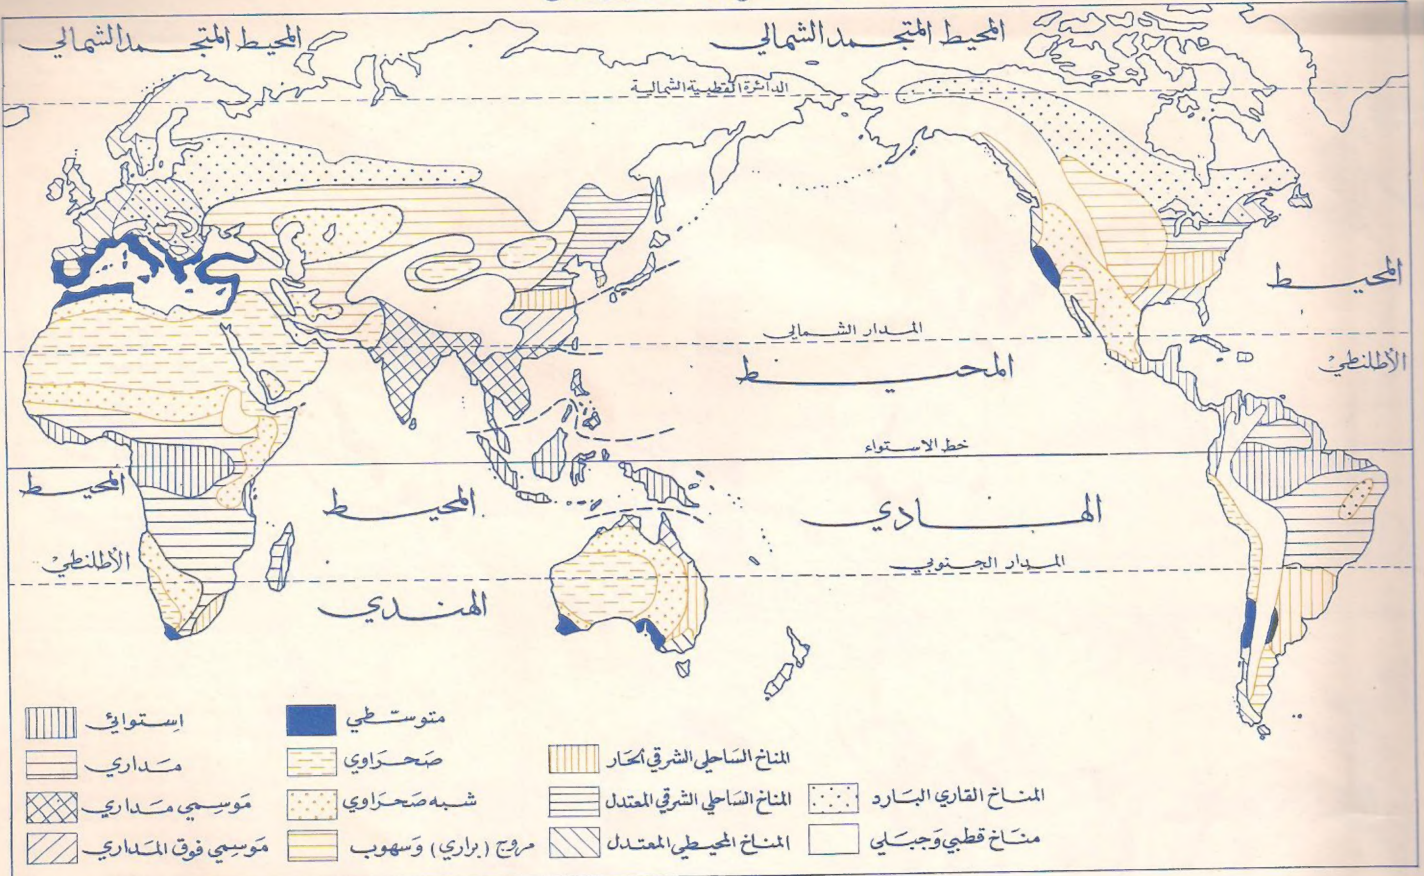 المحيط المتجمد الشمالي
المحيط المتجمد الشمالي
الدائرة القطبية الشمالية
المحيط
الأطلنطي
المدار الشمالي
المحيط
خط الاستواء
الهادي
المدار الجنوبي
المحيط
الهندي
المحيط
الأطلنطي
إستوائي
مداري
موسمي مداري
موسمي فوق المداري
متوسطي
صحراوي
شبه صحراوي
مروج (براري) وسهوب
المناخ الساحلي الشرقي الحار
المناخ الساحلي الشرقي المعتدل
المناخ المحيطي المعتدل
المناخ القاري البارد
مناخ قطبي وجبلي